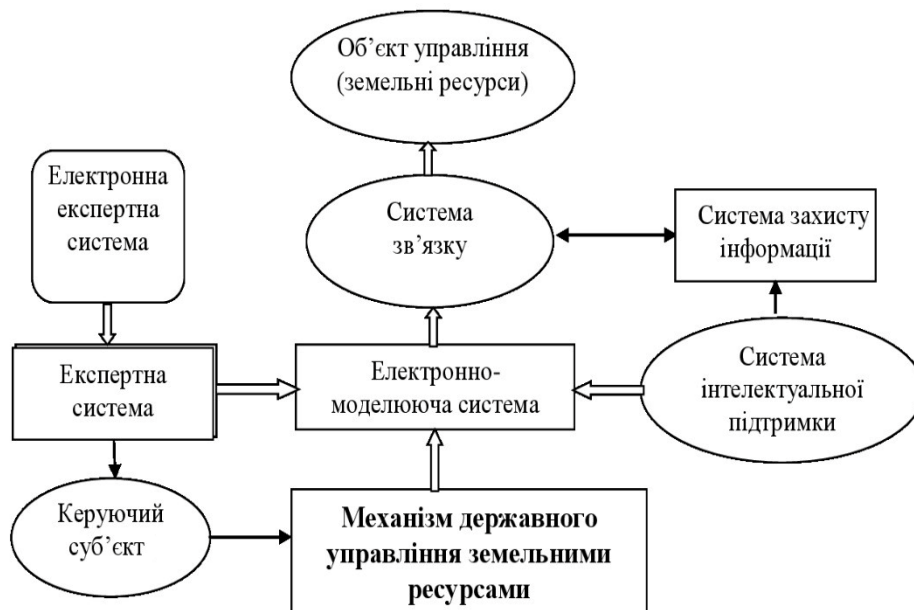 Об’єкт управління
(земельні ресурси)
Електронна
експертна
система
Система
зв’язку
Система захисту
інформації
Експертна
система
Електронно-
моделююча система
Система
інтелектуальної
підтримки
Керуючий
суб’єкт
Механізм державного
управління земельними
ресурсами